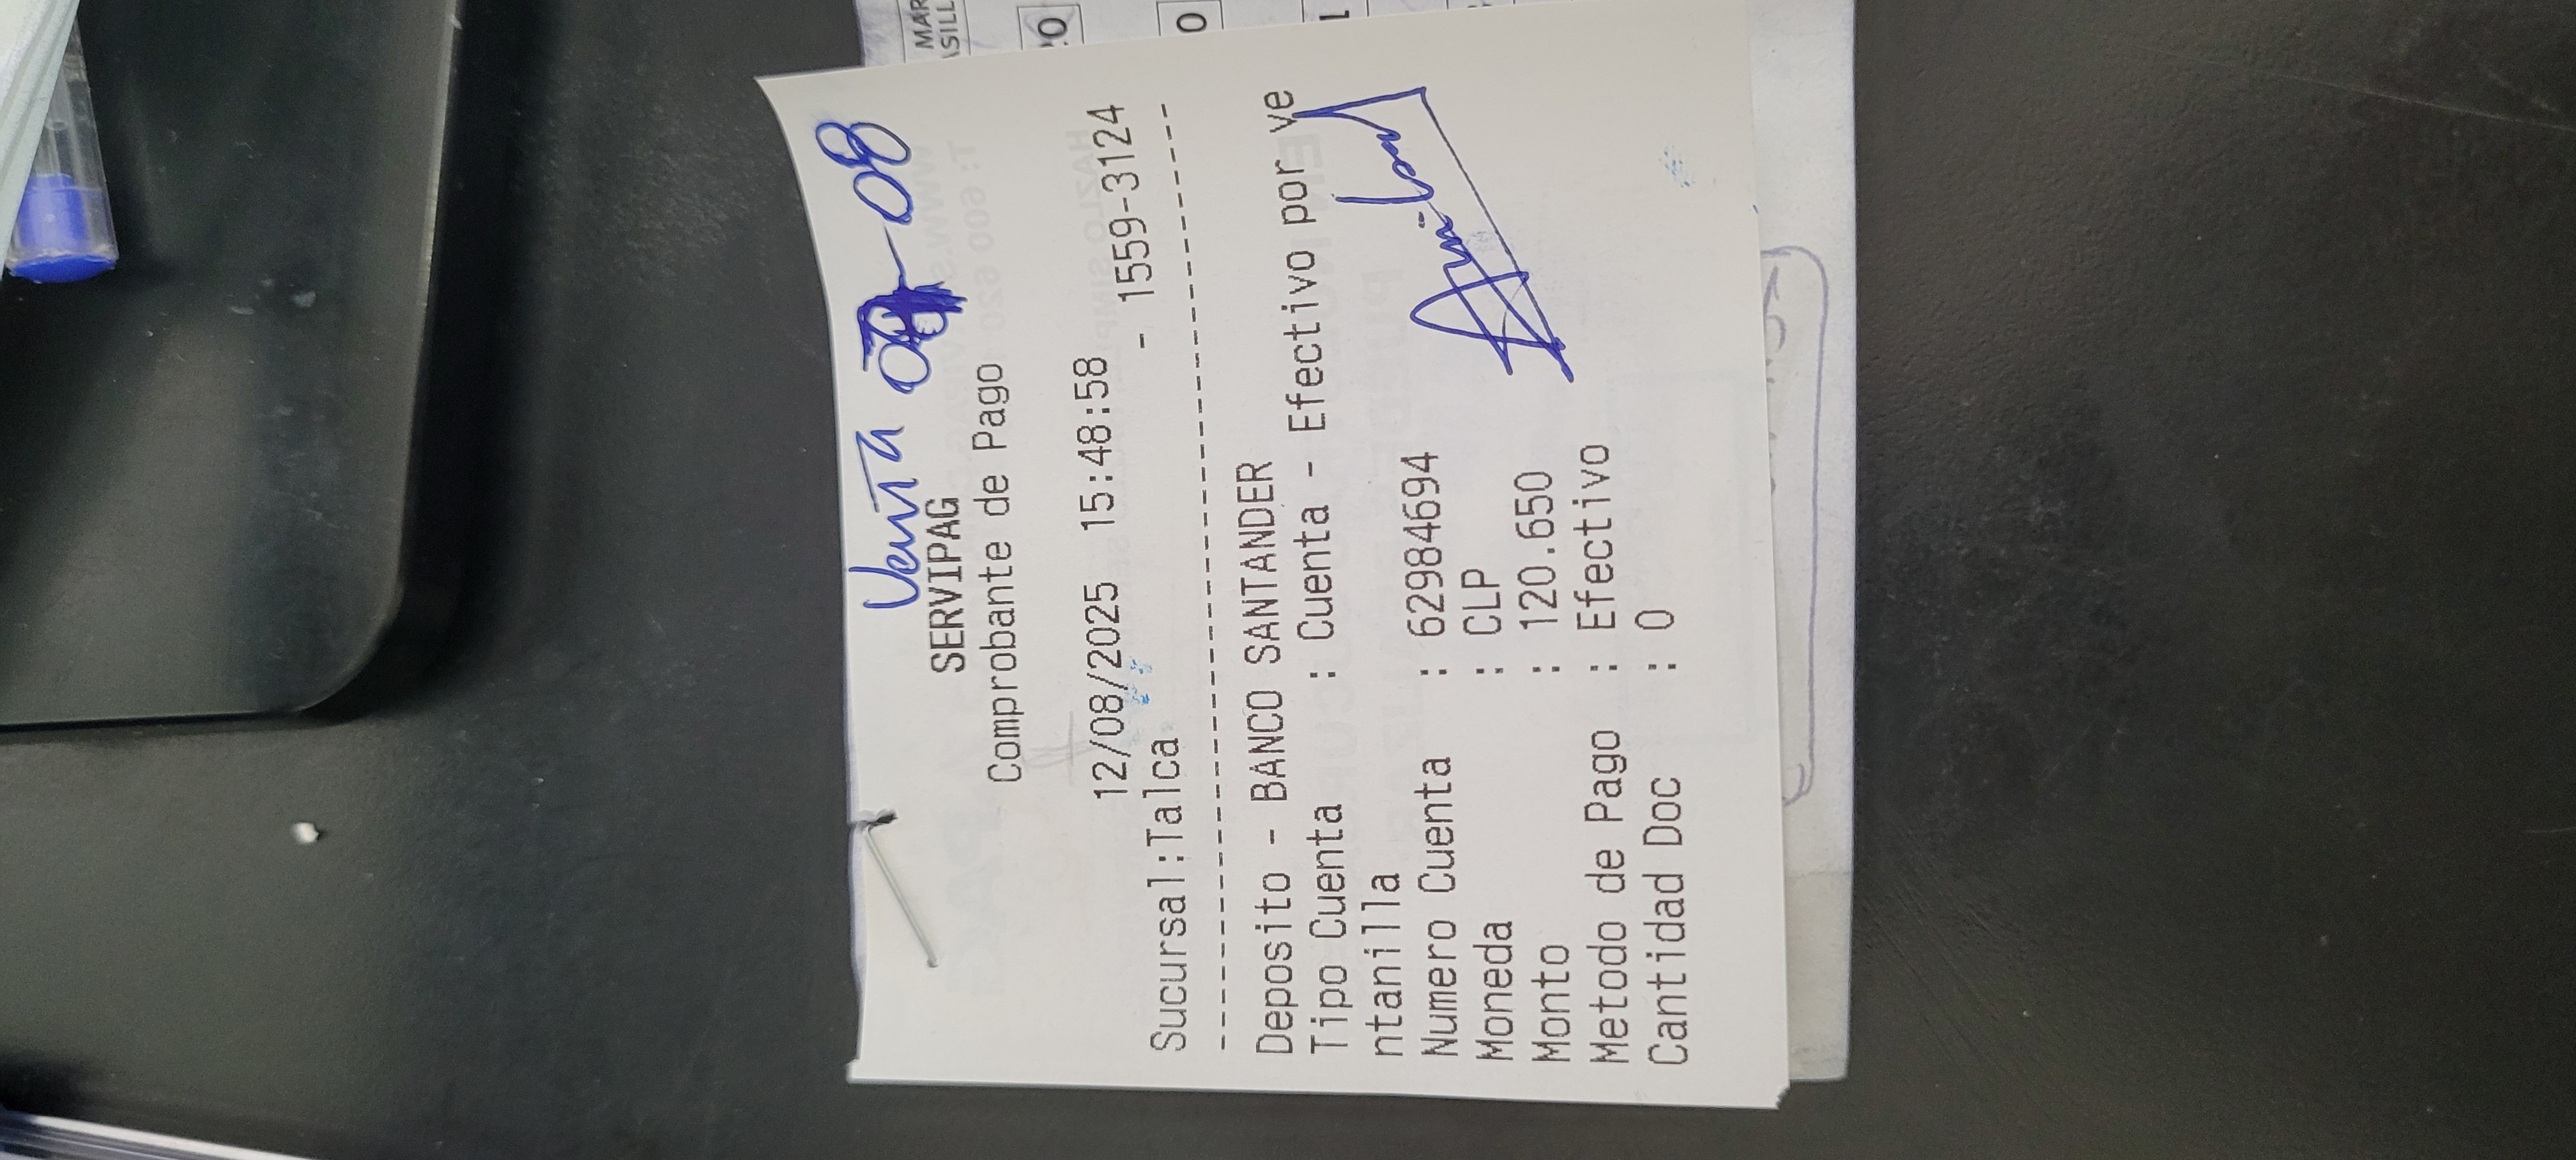 Venta 08
SERVIPAG
Comprobante de Pago
12/08/2025 15:48:58
Sucursal:Talca - 1559-3124
Deposito - BANCO SANTANDER
Tipo Cuenta : Cuenta - Efectivo por ve
ntanilla
Numero Cuenta : 62984694
Moneda : CLP
Monto : 120.650
Metodo de Pago : Efectivo
Cantidad Doc : 0